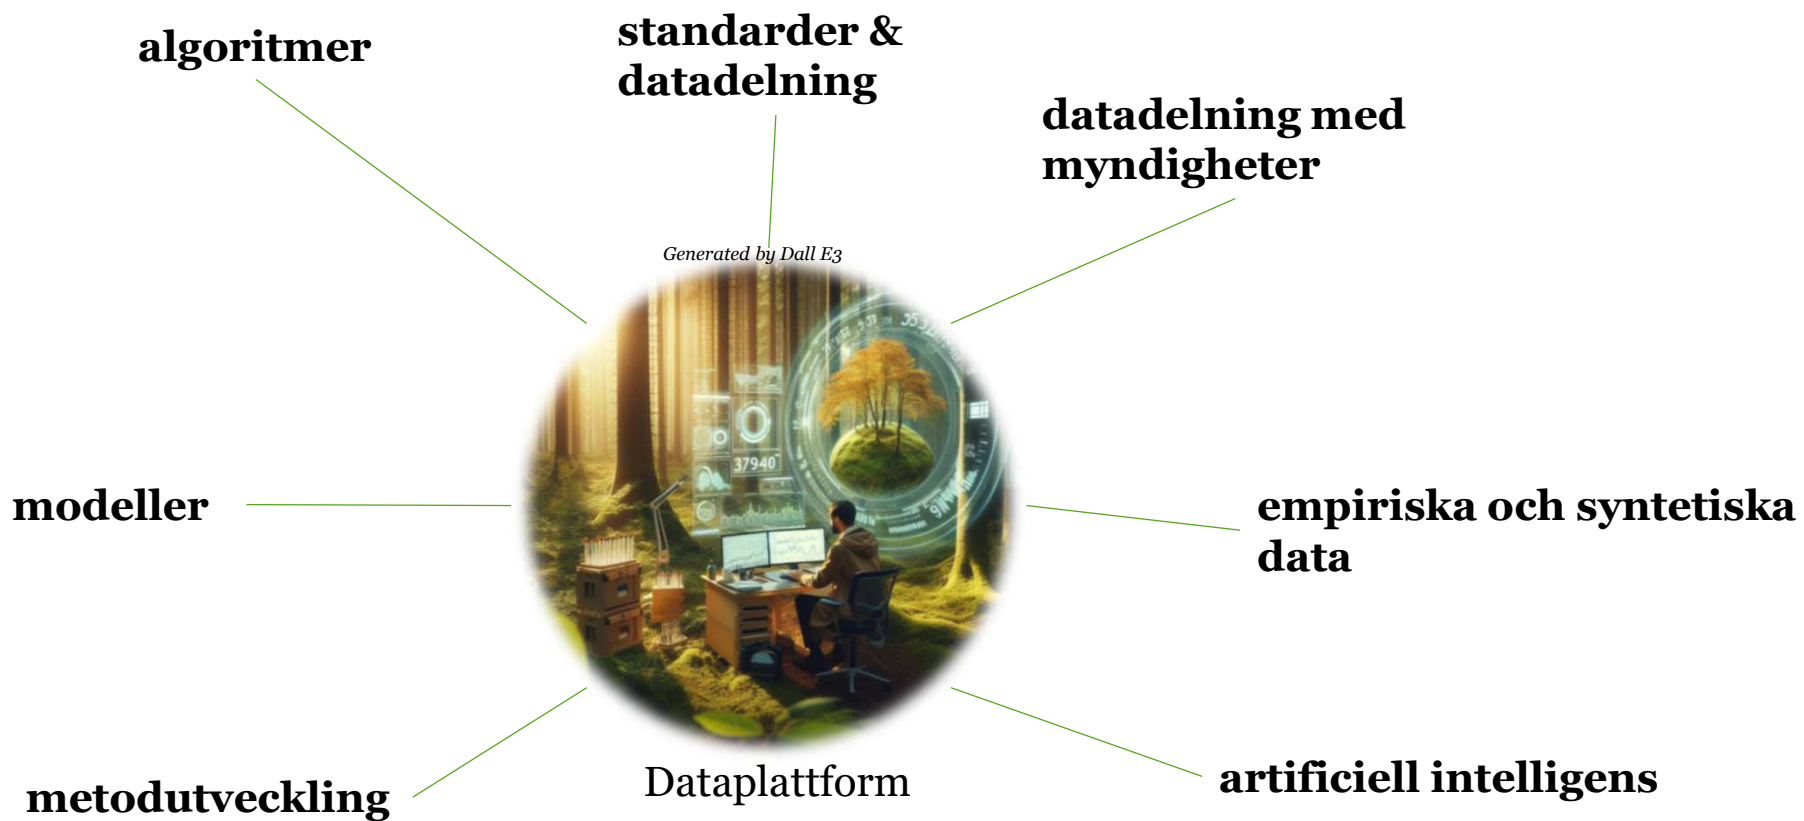 algoritmer
standarder &
datadelning
datadelning med
myndigheter
Generated by Dall E3
37940
modeller
empiriska och syntetiska
data
metodutveckling
Dataplattform
artificiell intelligens